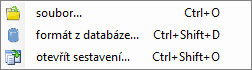 soubor... Ctrl+O
formát z databáze... Ctrl+Shift+D
otevřít sestavení... Ctrl+Shift+O